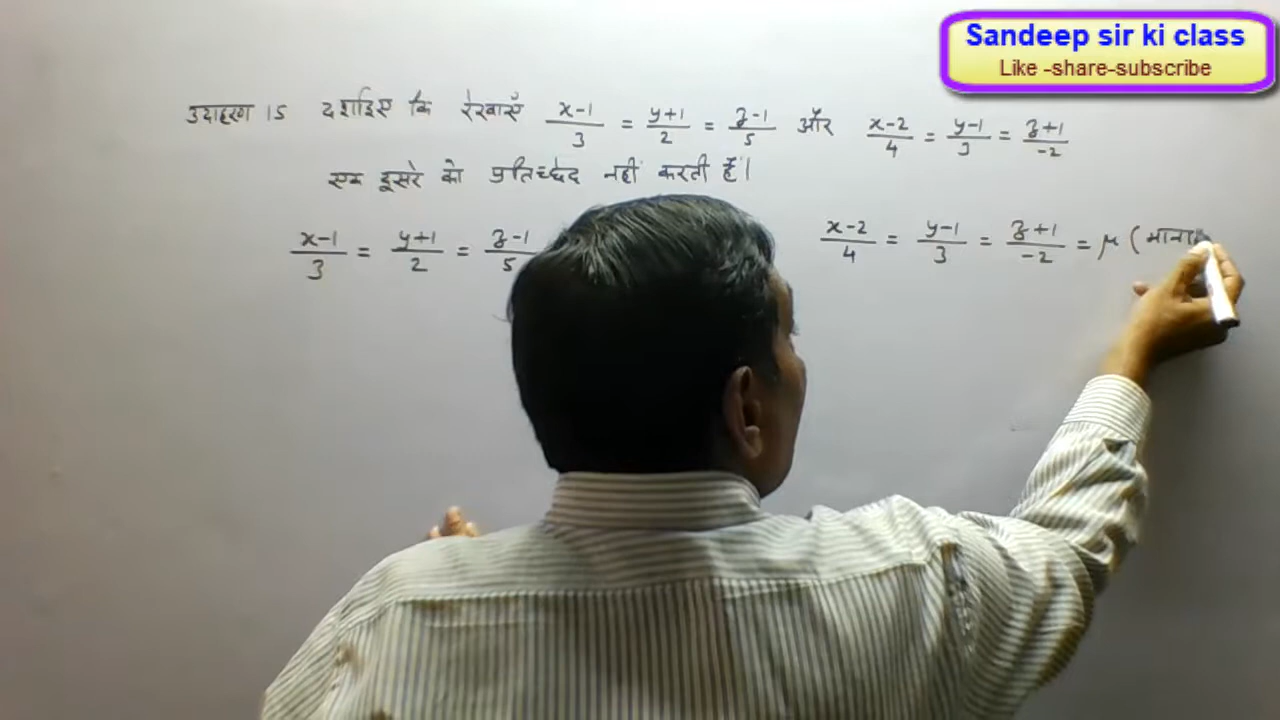 Sandeep sir ki class
Like -share-subscribe
उदाहरण 15 दर्शाइए कि रेखाएँ x-1/3 = y+1/2 = z-1/5 और x-2/4 = y-1/3 = z+1/-2
एक दूसरे को प्रतिच्छेद नहीं करती हैं।
x-1/3 = y+1/2 = z-1/5
x-2/4 = y-1/3 = z+1/-2 = μ (माना